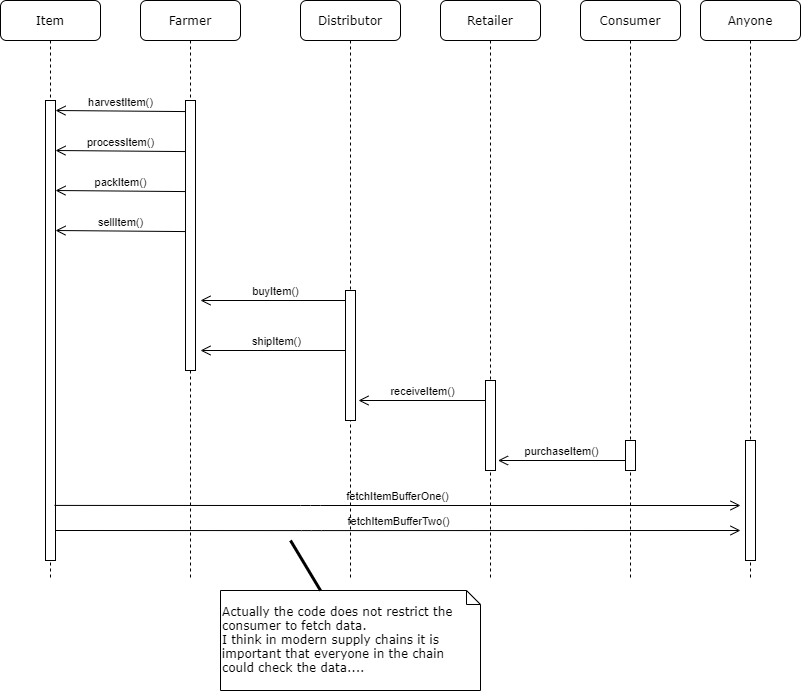 Item
Farmer
Distributor
Retailer
Consumer
Anyone
harvestItem()
processItem()
packItem()
sellItem()
buyItem()
shipItem()
receiveItem()
purchaseItem()
fetchItemBufferOne()
fetchItemBufferTwo()
Actually the code does not restrict the
consumer to fetch data.
I think in modern supply chains it is
important that everyone in the chain
could check the data....